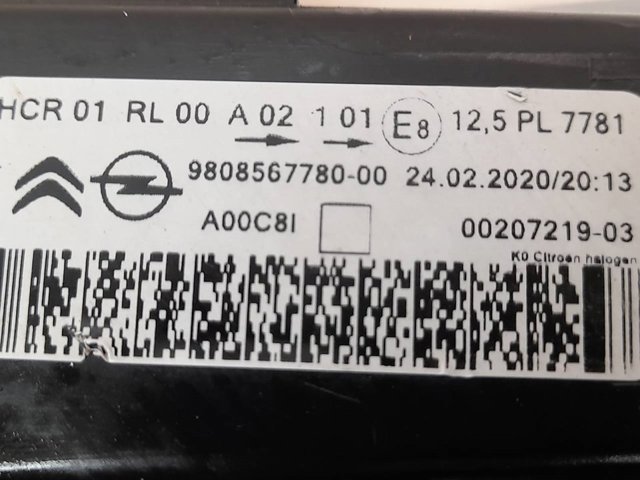 HCR 01 RL 00 A 02 1 01 E8 12,5 PL 7781
9808567780-00 24.02.2020/20:13
A00C8I 00207219-03
K0 Citroën halogen